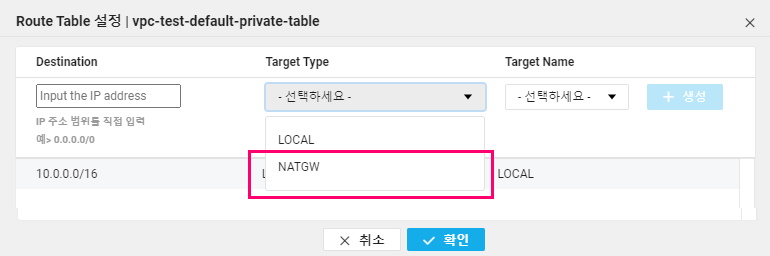 Route Table 설정 | vpc-test-default-private-table
Destination Target Type Target Name
Input the IP address - 선택하세요 - - 선택하세요 - 생성
IP 주소 범위를 직접 입력
예> 0.0.0.0/0
LOCAL
NATGW
10.0.0.0/16 L LOCAL
취소 확인